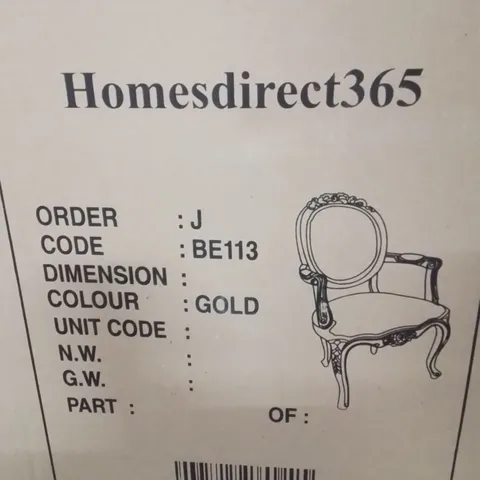 Homesdirect365
ORDER : J
CODE : BE113
DIMENSION :
COLOUR : GOLD
UNIT CODE :
N.W. :
G.W. :
PART : OF :